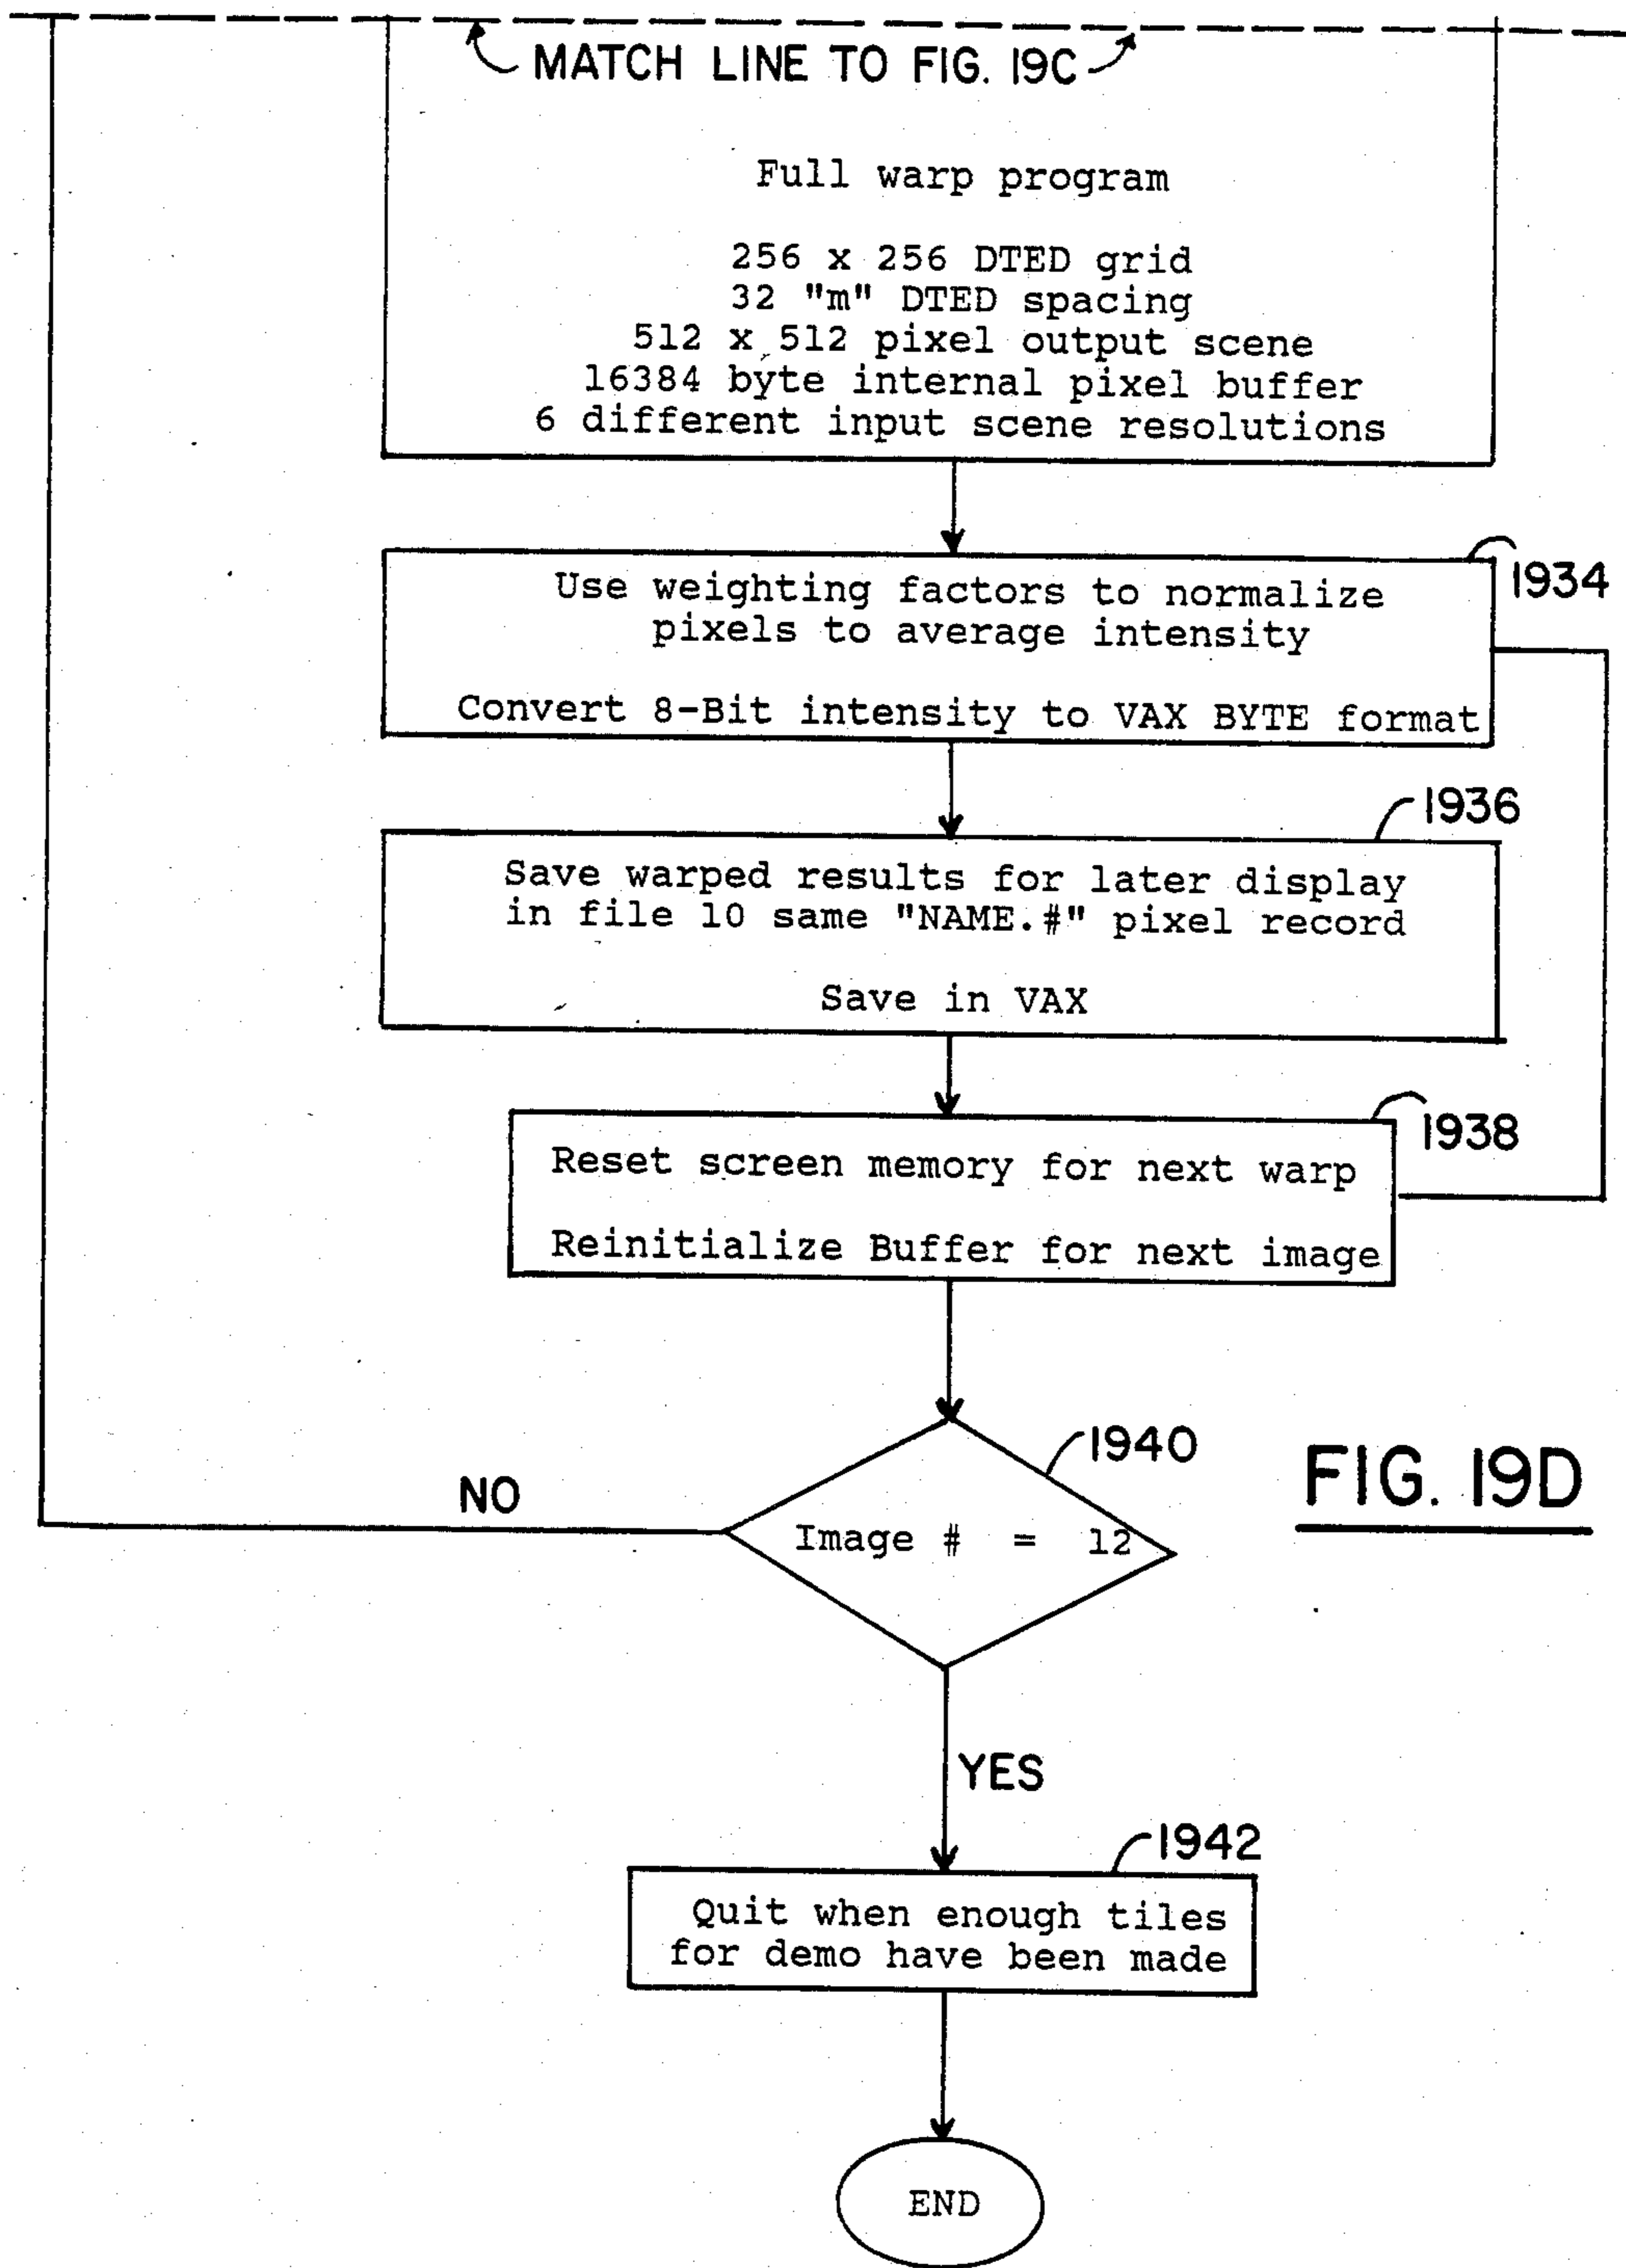 MATCH LINE TO FIG. 19C
Full warp program
256 x 256 DTED grid
32 "m" DTED spacing
512 x 512 pixel output scene
16384 byte internal pixel buffer
6 different input scene resolutions
1934
Use weighting factors to normalize
pixels to average intensity
Convert 8-Bit intensity to VAX BYTE format
1936
Save warped results for later display
in file 10 same "NAME.#" pixel record
Save in VAX
1938
Reset screen memory for next warp
Reinitialize Buffer for next image
1940
NO
Image # = 12
FIG. 19D
YES
1942
Quit when enough tiles
for demo have been made
END